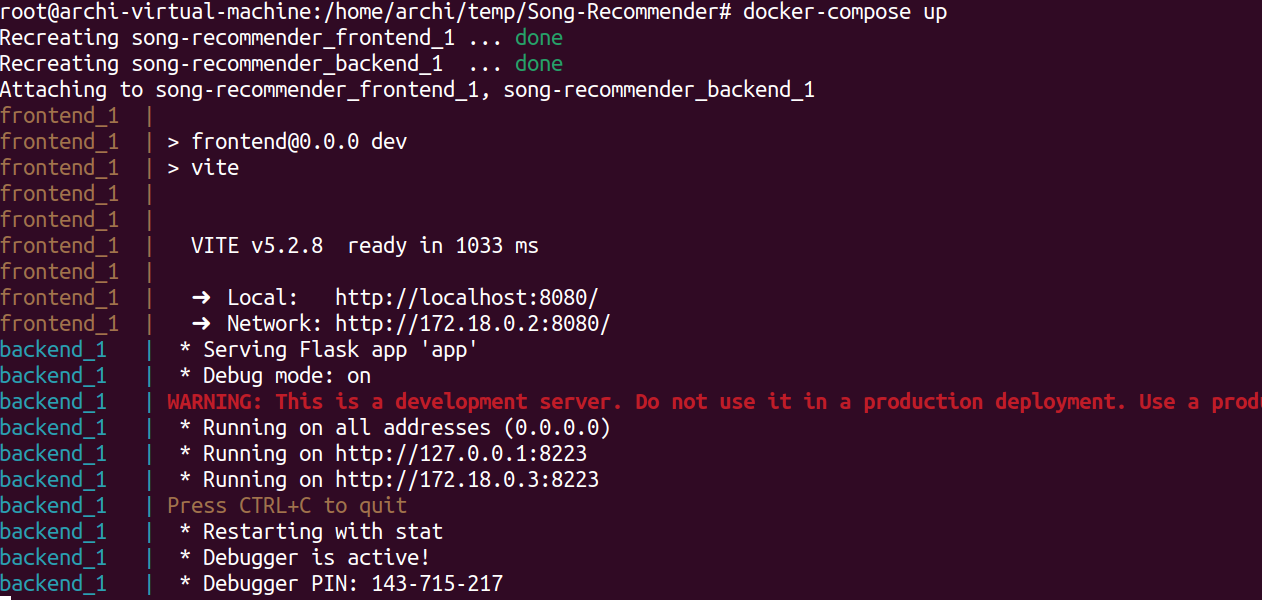 root@archi-virtual-machine:/home/archi/temp/Song-Recommender# docker-compose up
Recreating song-recommender_frontend_1 ... done
Recreating song-recommender_backend_1  ... done
Attaching to song-recommender_frontend_1, song-recommender_backend_1
frontend_1  |
frontend_1  | > frontend@0.0.0 dev
frontend_1  | > vite
frontend_1  |
frontend_1  |
frontend_1  |   VITE v5.2.8  ready in 1033 ms
frontend_1  |
frontend_1  |   ➜ Local:   http://localhost:8080/
frontend_1  |   ➜ Network: http://172.18.0.2:8080/
backend_1   |  * Serving Flask app 'app'
backend_1   |  * Debug mode: on
backend_1   | WARNING: This is a development server. Do not use it in a production deployment. Use a prod
backend_1   |  * Running on all addresses (0.0.0.0)
backend_1   |  * Running on http://127.0.0.1:8223
backend_1   |  * Running on http://172.18.0.3:8223
backend_1   | Press CTRL+C to quit
backend_1   |  * Restarting with stat
backend_1   |  * Debugger is active!
backend_1   |  * Debugger PIN: 143-715-217